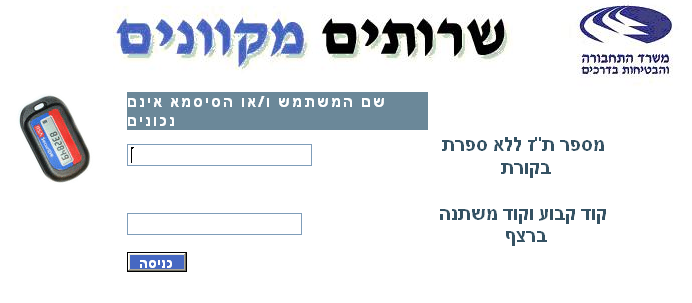 שרותים מקוונים
משרד התחבורה
והבטיחות בדרכים
שם המשתמש ו/או הסיסמא אינם
נכונים
מספר ת"ז ללא ספרת
בקורת
קוד קבוע וקוד משתנה
ברצף
כניסה
832849